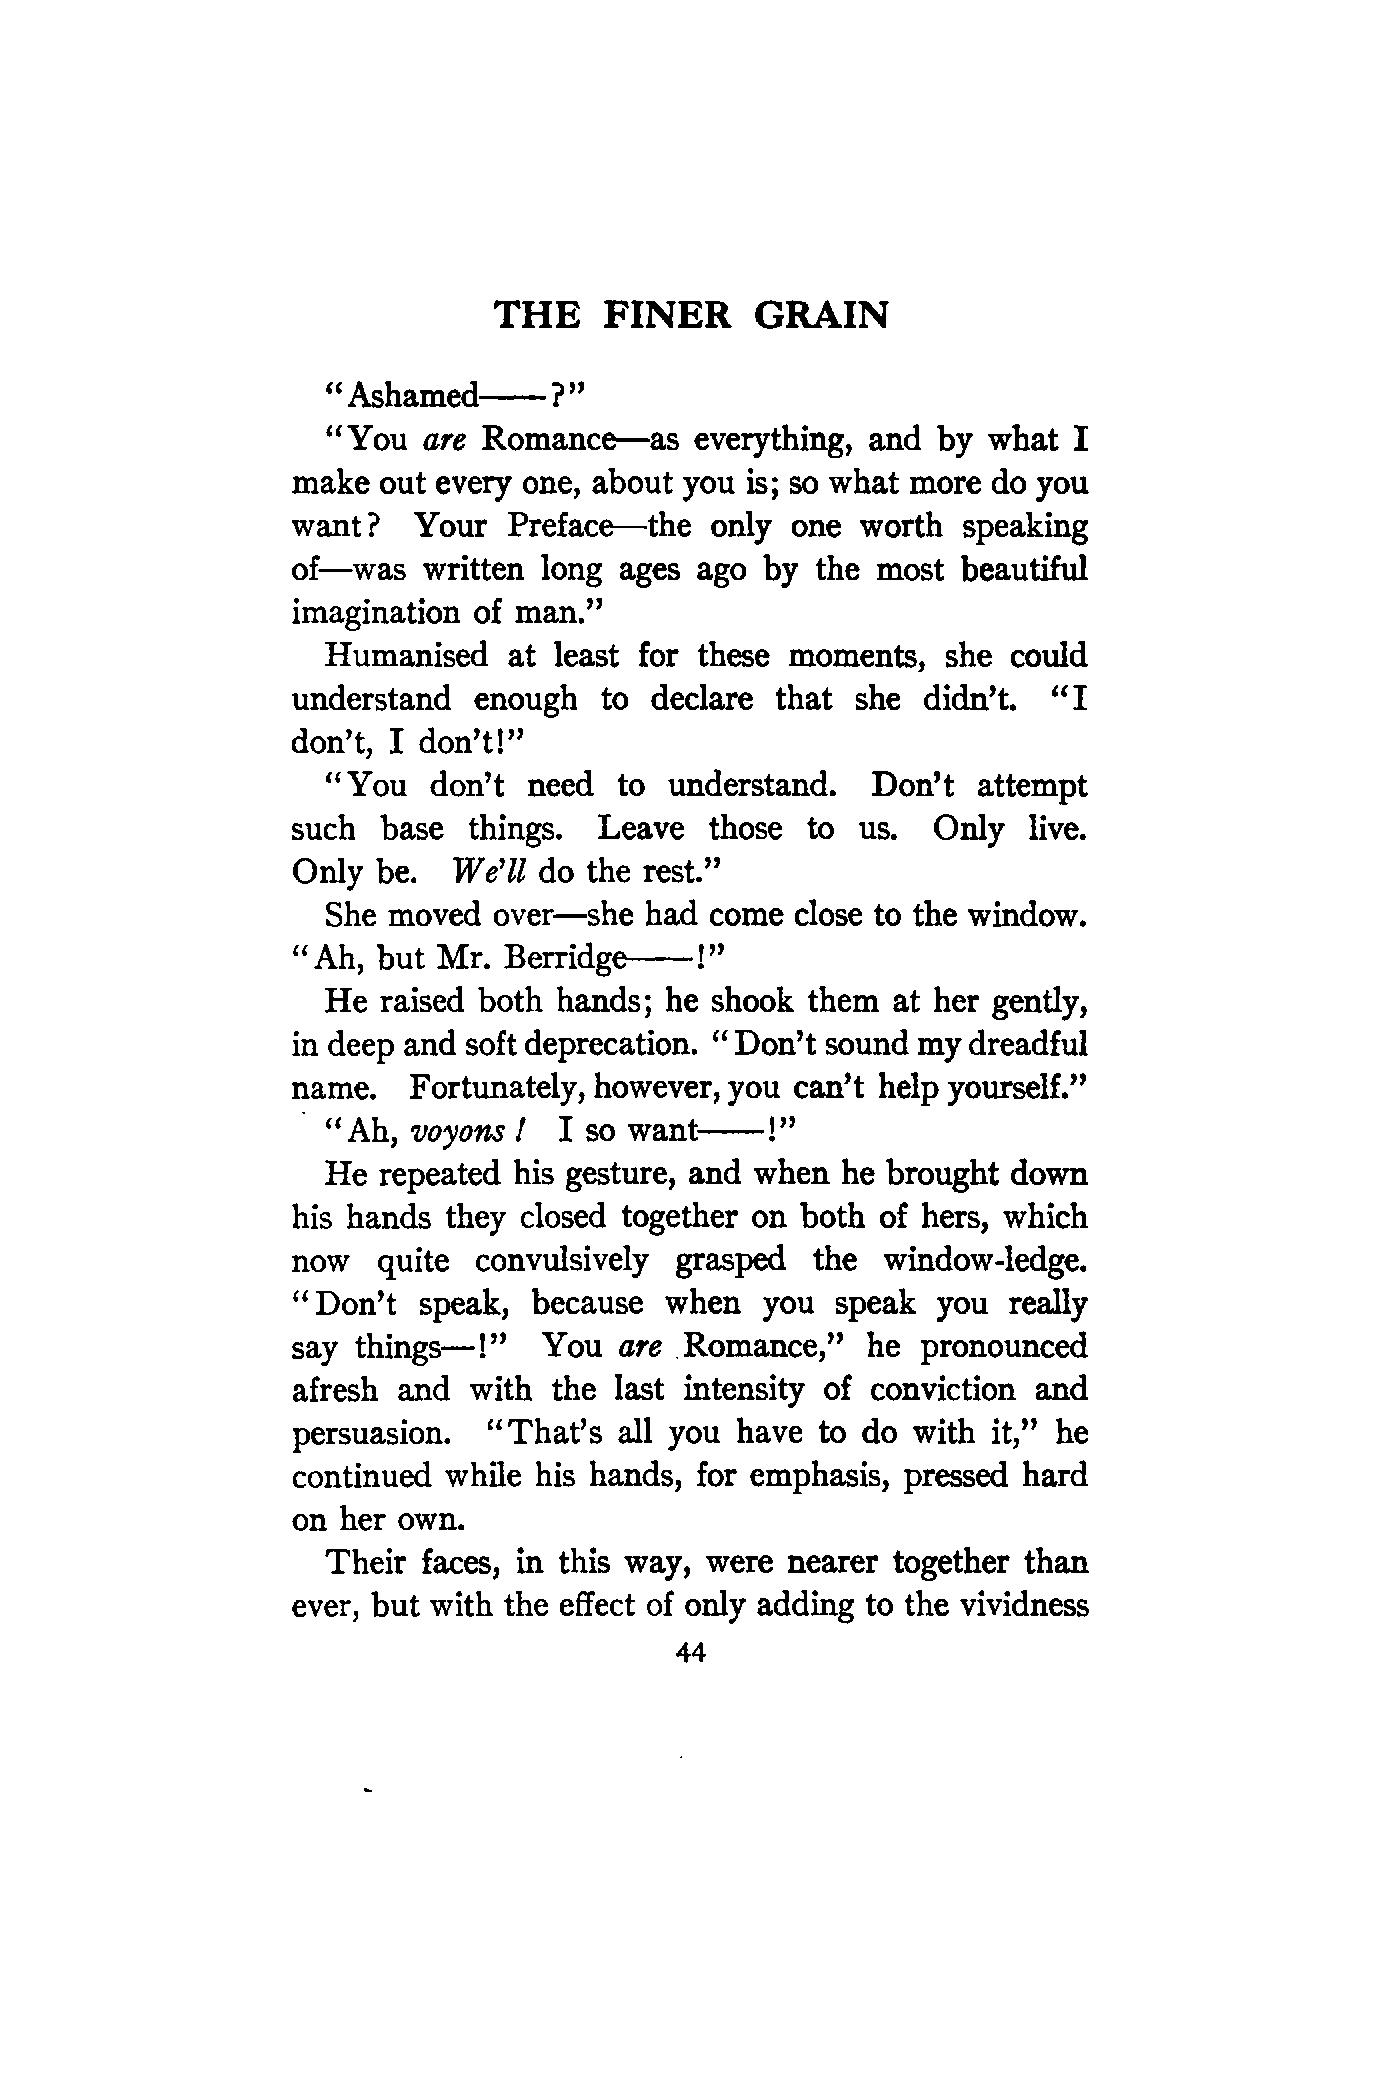 THE FINER GRAIN
“Ashamed——?”
“You are Romance—as everything, and by what I
make out every one, about you is; so what more do you
want? Your Preface—the only one worth speaking
of—was written long ages ago by the most beautiful
imagination of man.”
Humanised at least for these moments, she could
understand enough to declare that she didn’t. “I
don’t, I don’t!”
“You don’t need to understand. Don’t attempt
such base things. Leave those to us. Only live.
Only be. We’ll do the rest.”
She moved over—she had come close to the window.
“Ah, but Mr. Berridge——!”
He raised both hands; he shook them at her gently,
in deep and soft deprecation. “Don’t sound my dreadful
name. Fortunately, however, you can’t help yourself.”
“Ah, voyons! I so want——!”
He repeated his gesture, and when he brought down
his hands they closed together on both of hers, which
now quite convulsively grasped the window-ledge.
“Don’t speak, because when you speak you really
say things—!” You are Romance,” he pronounced
afresh and with the last intensity of conviction and
persuasion. “That’s all you have to do with it,” he
continued while his hands, for emphasis, pressed hard
on her own.
Their faces, in this way, were nearer together than
ever, but with the effect of only adding to the vividness
44